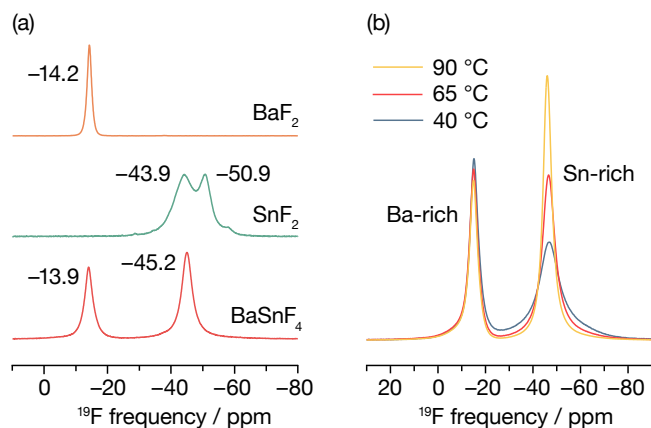 (a)
−14.2
BaF₂
−43.9 −50.9
SnF₂
−13.9 −45.2
BaSnF₄
0 −20 −40 −60 −80
¹⁹F frequency / ppm
(b)
90 °C
65 °C
40 °C
Sn-rich
Ba-rich
20 0 −20 −40 −60 −80
¹⁹F frequency / ppm